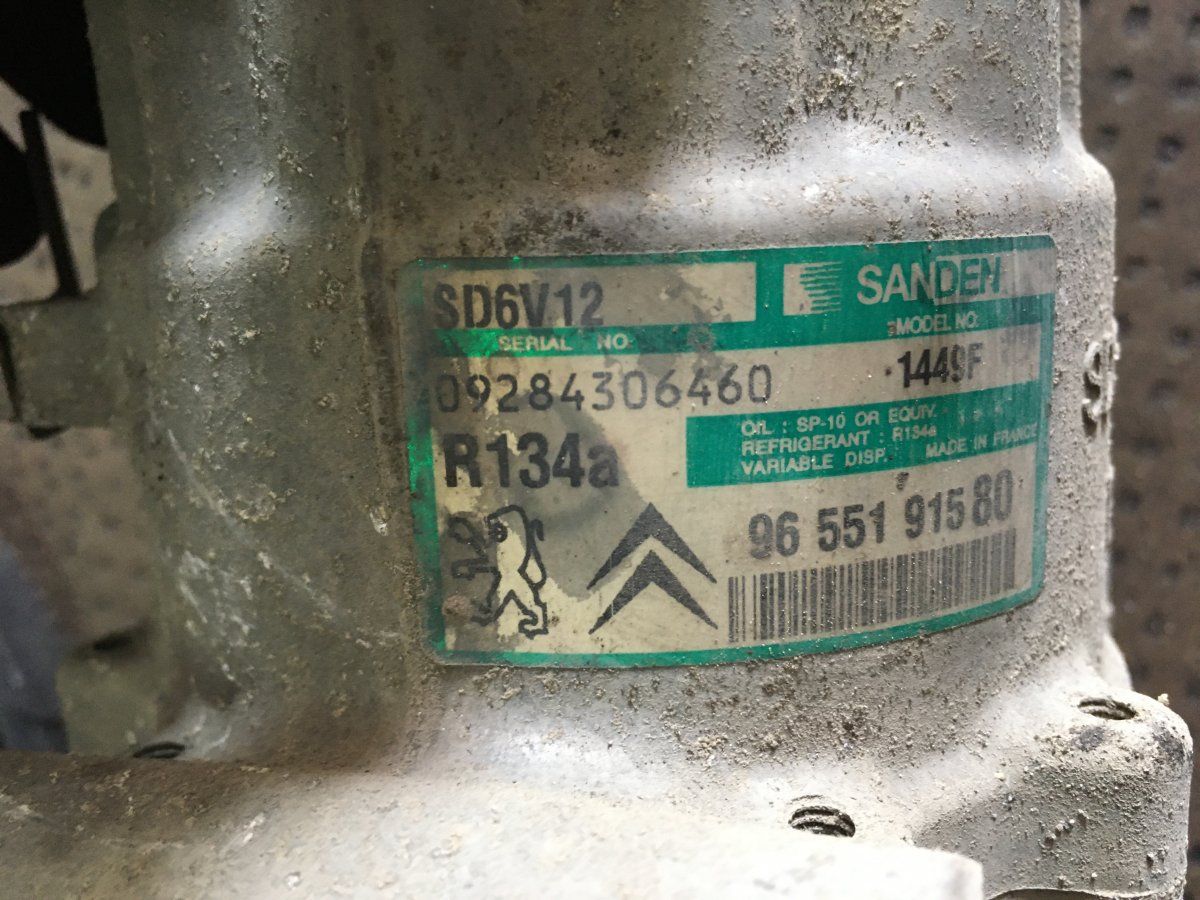 SD6V12
SANDEN
SERIAL NO.
MODEL NO.
09284306460
1449F
R134a
OIL : SP-10 OR EQUIV.
REFRIGERANT : R134a
VARIABLE DISP. MADE IN FRANCE
96 551 915 80